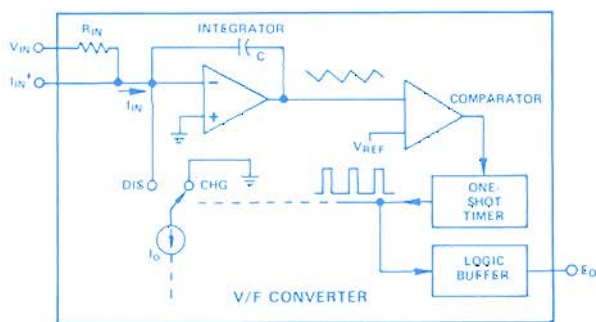 INTEGRATOR
RIN
VIN
C
IIN'
IIN
−
+
COMPARATOR
VREF
DIS
CHG
ONE-
SHOT
TIMER
IO
LOGIC
BUFFER
EO
V/F CONVERTER